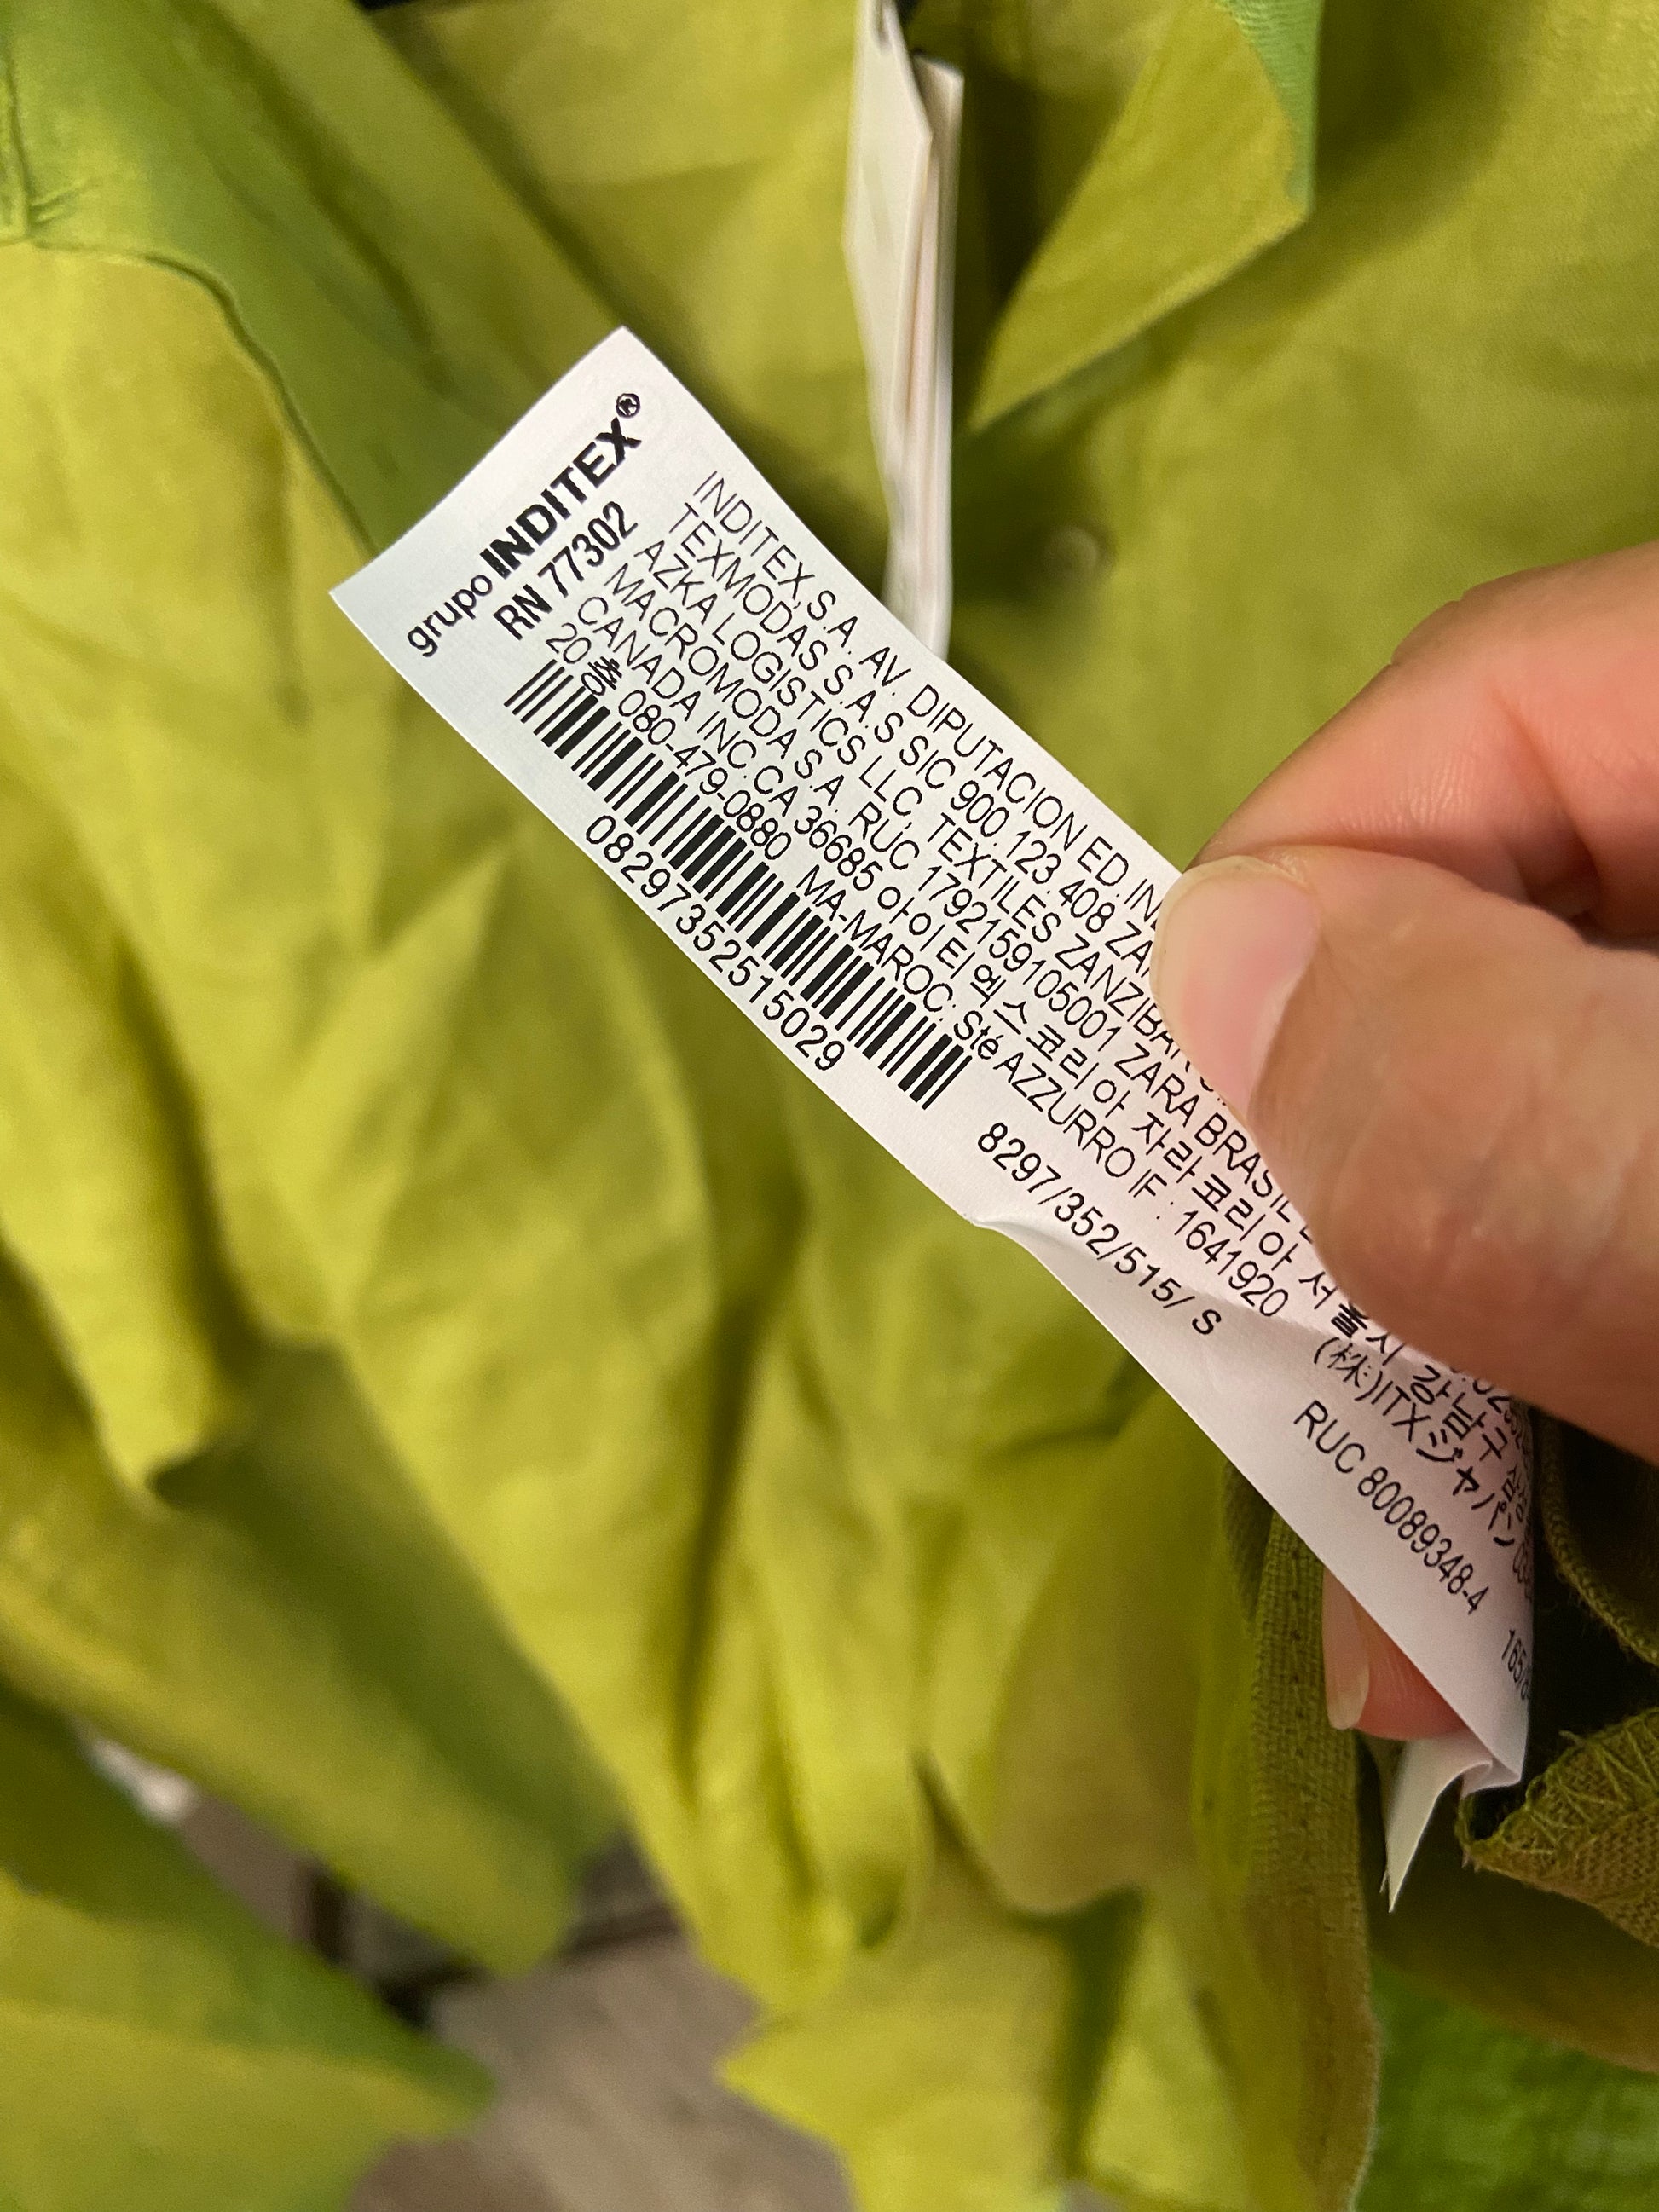 grupo INDITEX®
RN 77302
INDITEX,S.A. AV. DIPUTACION ED.
TEXMODAS S.A.S SIC 900.123.408
AZKA LOGISTICS LLC, TEXTILES
MACROMODA S.A. RUC 1792159105001 ZARA BRASIL
CANADA INC.CA 36685 아이티엑스코리아 자라코리아 서울시 강남구
20층 080-479-0880 MA-MAROC: Sté AZZURRO IF : 1641920 (株)ITXジャパン
08297352515029
8297/352/515/ S
RUC 80089348-4